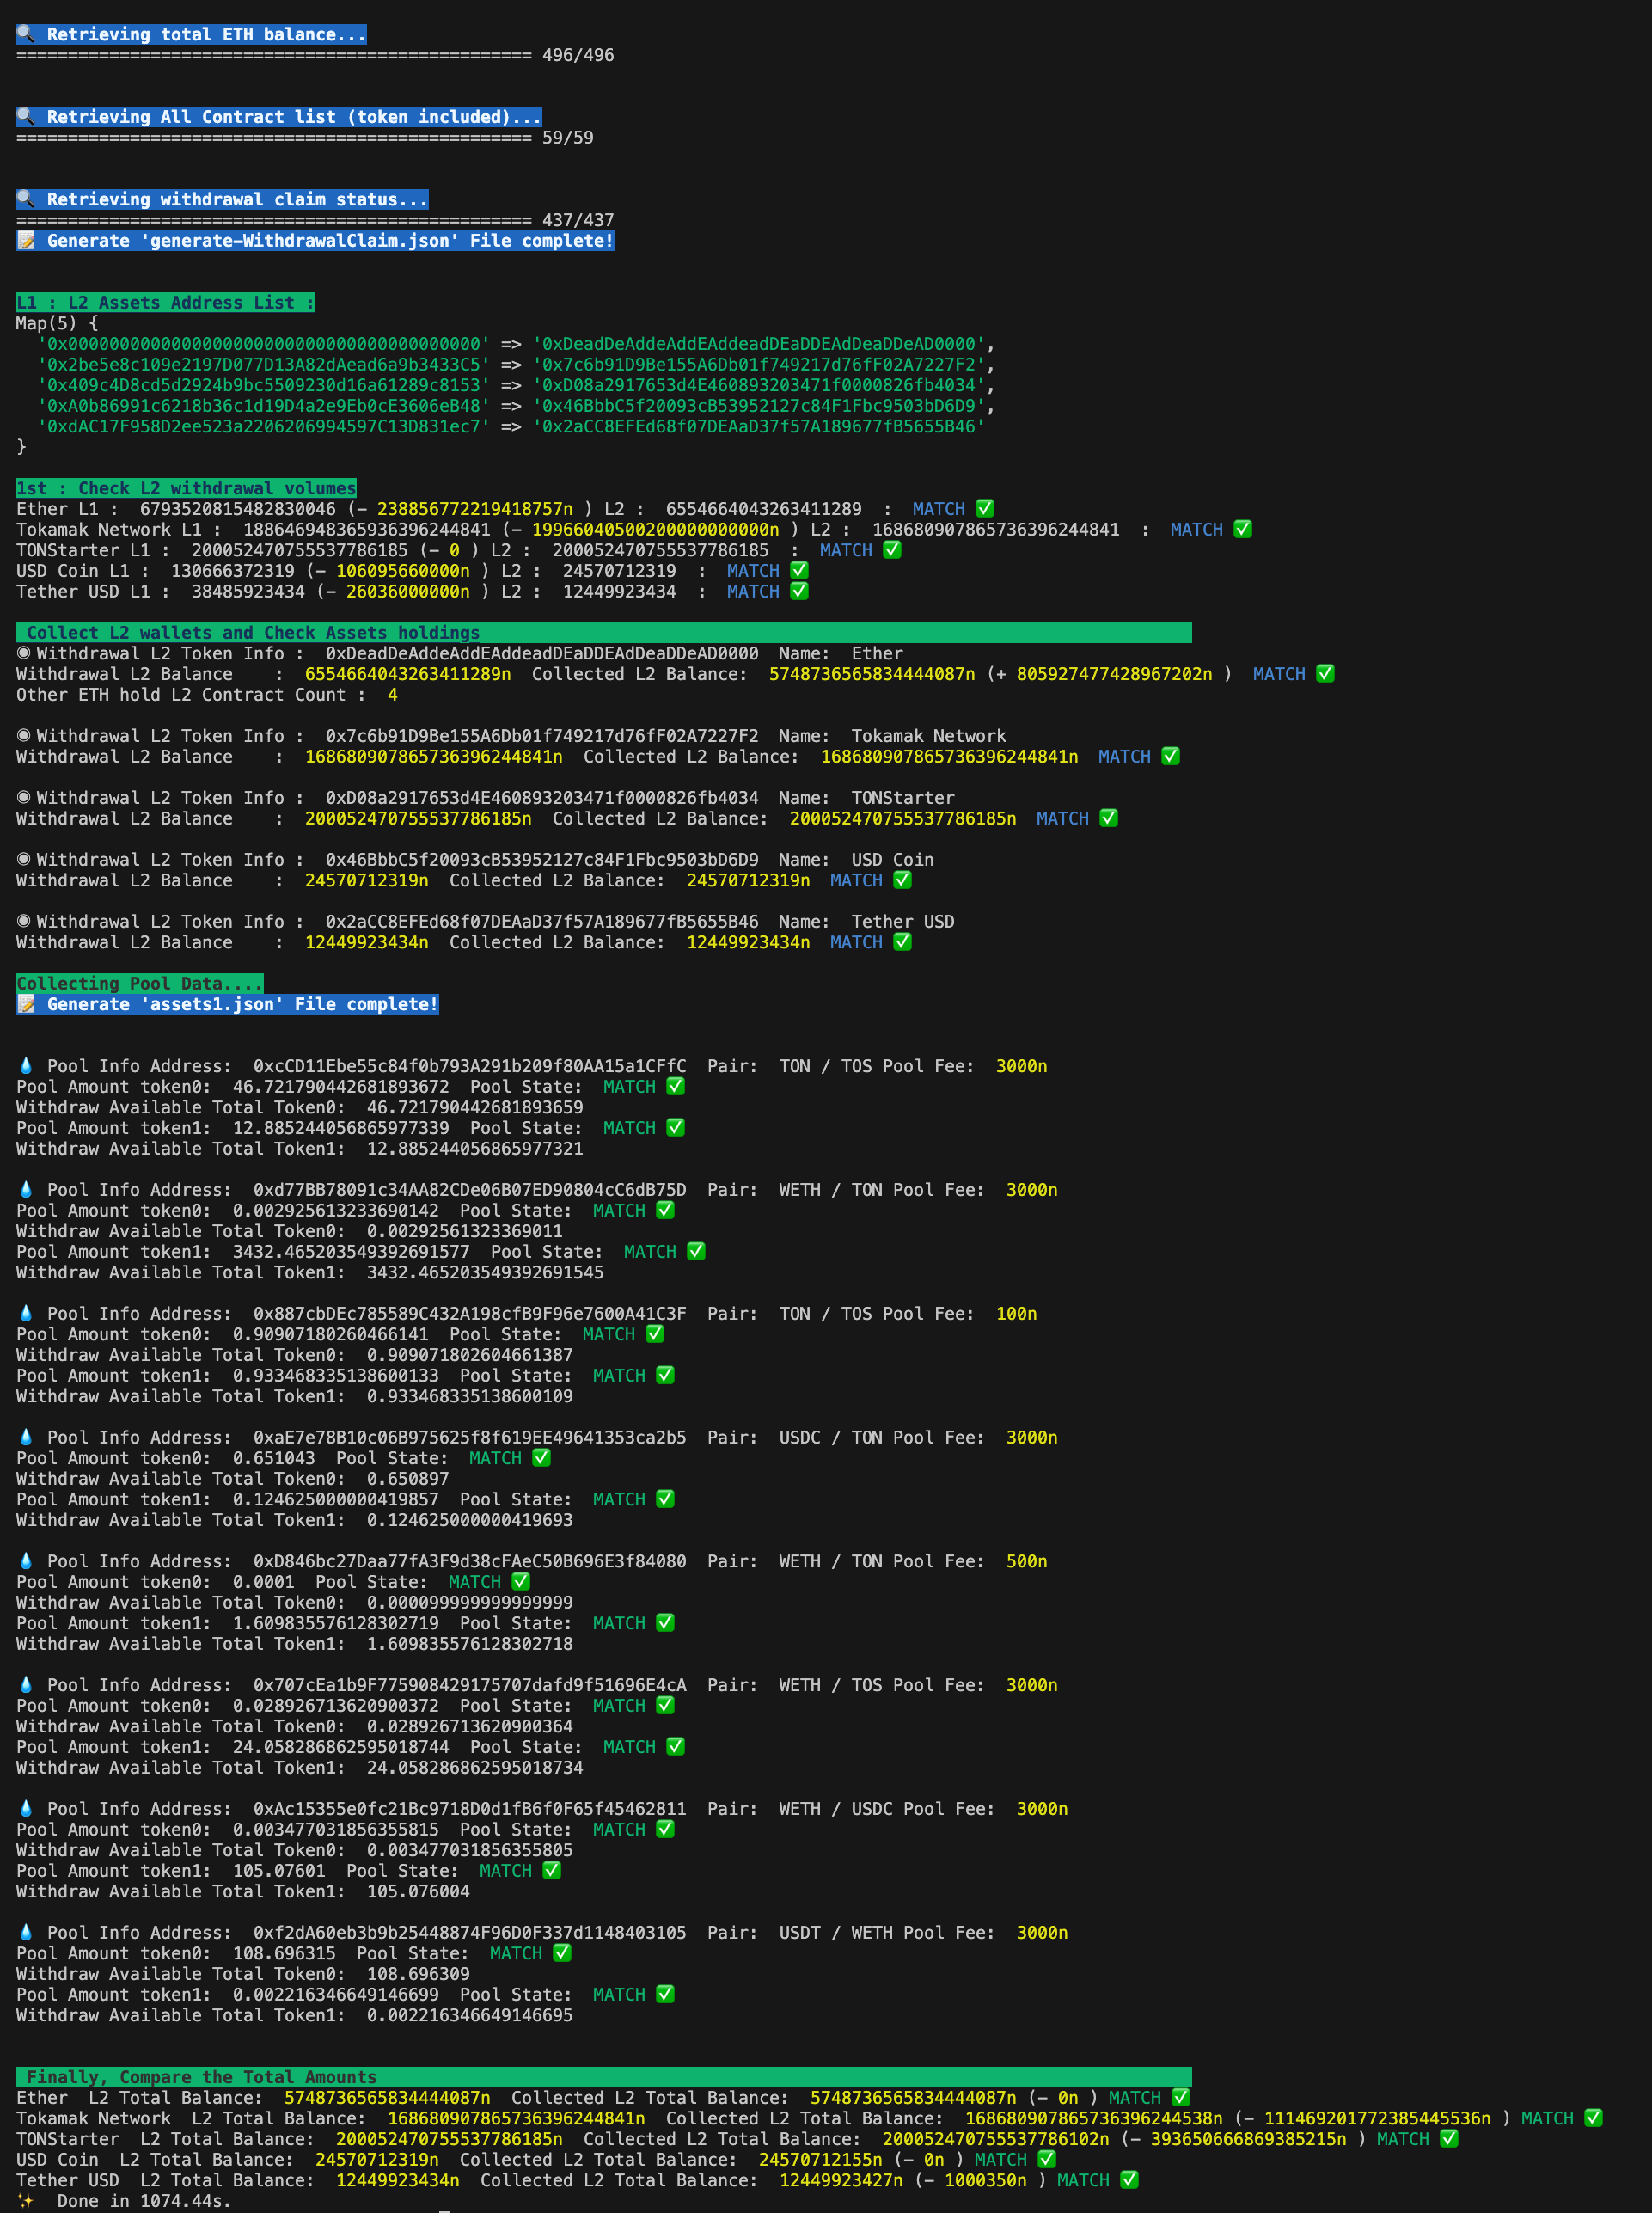 🔍 Retrieving total ETH balance...
================================================== 496/496
🔍 Retrieving All Contract list (token included)...
================================================== 59/59
🔍 Retrieving withdrawal claim status...
================================================== 437/437
📝 Generate 'generate-WithdrawalClaim.json' File complete!
L1 : L2 Assets Address List :
Map(5) {
'0x0000000000000000000000000000000000000000' => '0xDeadDeAddeAddEAddeadDEaDDEAdDeaDDeAD0000',
'0x2be5e8c109e2197D077D13A82dAead6a9b3433C5' => '0x7c6b91D9Be155A6Db01f749217d76fF02A7227F2',
'0x409c4D8cd5d2924b9bc5509230d16a61289c8153' => '0xD08a2917653d4E460893203471f0000826fb4034',
'0xA0b86991c6218b36c1d19D4a2e9Eb0cE3606eB48' => '0x46BbbC5f20093cB53952127c84F1Fbc9503bD6D9',
'0xdAC17F958D2ee523a2206206994597C13D831ec7' => '0x2aCC8EFEd68f07DEAaD37f57A189677fB5655B46'
}
1st : Check L2 withdrawal volumes
Ether L1 : 6793520815482830046 (- 238856772219418757n ) L2 : 6554664043263411289 : MATCH ✅
Tokamak Network L1 : 188646948365936396244841 (- 19966040500200000000000n ) L2 : 168680907865736396244841 : MATCH ✅
TONStarter L1 : 200052470755537786185 (- 0 ) L2 : 200052470755537786185 : MATCH ✅
USD Coin L1 : 130666372319 (- 106095660000n ) L2 : 24570712319 : MATCH ✅
Tether USD L1 : 38485923434 (- 26036000000n ) L2 : 12449923434 : MATCH ✅
Collect L2 wallets and Check Assets holdings
◉ Withdrawal L2 Token Info : 0xDeadDeAddeAddEAddeadDEaDDEAdDeaDDeAD0000 Name: Ether
Withdrawal L2 Balance : 6554664043263411289n Collected L2 Balance: 5748736565834444087n (+ 805927477428967202n ) MATCH ✅
Other ETH hold L2 Contract Count : 4
◉ Withdrawal L2 Token Info : 0x7c6b91D9Be155A6Db01f749217d76fF02A7227F2 Name: Tokamak Network
Withdrawal L2 Balance : 168680907865736396244841n Collected L2 Balance: 168680907865736396244841n MATCH ✅
◉ Withdrawal L2 Token Info : 0xD08a2917653d4E460893203471f0000826fb4034 Name: TONStarter
Withdrawal L2 Balance : 200052470755537786185n Collected L2 Balance: 200052470755537786185n MATCH ✅
◉ Withdrawal L2 Token Info : 0x46BbbC5f20093cB53952127c84F1Fbc9503bD6D9 Name: USD Coin
Withdrawal L2 Balance : 24570712319n Collected L2 Balance: 24570712319n MATCH ✅
◉ Withdrawal L2 Token Info : 0x2aCC8EFEd68f07DEAaD37f57A189677fB5655B46 Name: Tether USD
Withdrawal L2 Balance : 12449923434n Collected L2 Balance: 12449923434n MATCH ✅
Collecting Pool Data....
📝 Generate 'assets1.json' File complete!
💧 Pool Info Address: 0xcCD11Ebe55c84f0b793A291b209f80AA15a1CFfC Pair: TON / TOS Pool Fee: 3000n
Pool Amount token0: 46.721790442681893672 Pool State: MATCH ✅
Withdraw Available Total Token0: 46.721790442681893659
Pool Amount token1: 12.885244056865977339 Pool State: MATCH ✅
Withdraw Available Total Token1: 12.885244056865977321
💧 Pool Info Address: 0xd77BB78091c34AA82CDe06B07ED90804cC6dB75D Pair: WETH / TON Pool Fee: 3000n
Pool Amount token0: 0.002925613233690142 Pool State: MATCH ✅
Withdraw Available Total Token0: 0.00292561323369011
Pool Amount token1: 3432.465203549392691577 Pool State: MATCH ✅
Withdraw Available Total Token1: 3432.465203549392691545
💧 Pool Info Address: 0x887cbDEc785589C432A198cfB9F96e7600A41C3F Pair: TON / TOS Pool Fee: 100n
Pool Amount token0: 0.90907180260466141 Pool State: MATCH ✅
Withdraw Available Total Token0: 0.909071802604661387
Pool Amount token1: 0.933468335138600133 Pool State: MATCH ✅
Withdraw Available Total Token1: 0.933468335138600109
💧 Pool Info Address: 0xaE7e78B10c06B975625f8f619EE49641353ca2b5 Pair: USDC / TON Pool Fee: 3000n
Pool Amount token0: 0.651043 Pool State: MATCH ✅
Withdraw Available Total Token0: 0.650897
Pool Amount token1: 0.124625000000419857 Pool State: MATCH ✅
Withdraw Available Total Token1: 0.124625000000419693
💧 Pool Info Address: 0xD846bc27Daa77fA3F9d38cFAeC50B696E3f84080 Pair: WETH / TON Pool Fee: 500n
Pool Amount token0: 0.0001 Pool State: MATCH ✅
Withdraw Available Total Token0: 0.000099999999999999
Pool Amount token1: 1.609835576128302719 Pool State: MATCH ✅
Withdraw Available Total Token1: 1.609835576128302718
💧 Pool Info Address: 0x707cEa1b9F775908429175707dafd9f51696E4cA Pair: WETH / TOS Pool Fee: 3000n
Pool Amount token0: 0.028926713620900372 Pool State: MATCH ✅
Withdraw Available Total Token0: 0.028926713620900364
Pool Amount token1: 24.058286862595018744 Pool State: MATCH ✅
Withdraw Available Total Token1: 24.058286862595018734
💧 Pool Info Address: 0xAc15355e0fc21Bc9718D0d1fB6f0F65f45462811 Pair: WETH / USDC Pool Fee: 3000n
Pool Amount token0: 0.003477031856355815 Pool State: MATCH ✅
Withdraw Available Total Token0: 0.003477031856355805
Pool Amount token1: 105.07601 Pool State: MATCH ✅
Withdraw Available Total Token1: 105.076004
💧 Pool Info Address: 0xf2dA60eb3b9b25448874F96D0F337d1148403105 Pair: USDT / WETH Pool Fee: 3000n
Pool Amount token0: 108.696315 Pool State: MATCH ✅
Withdraw Available Total Token0: 108.696309
Pool Amount token1: 0.002216346649146699 Pool State: MATCH ✅
Withdraw Available Total Token1: 0.002216346649146695
Finally, Compare the Total Amounts
Ether L2 Total Balance: 5748736565834444087n Collected L2 Total Balance: 5748736565834444087n (- 0n ) MATCH ✅
Tokamak Network L2 Total Balance: 168680907865736396244841n Collected L2 Total Balance: 168680907865736396244538n (- 111469201772385445536n ) MATCH ✅
TONStarter L2 Total Balance: 200052470755537786185n Collected L2 Total Balance: 200052470755537786102n (- 393650666869385215n ) MATCH ✅
USD Coin L2 Total Balance: 24570712319n Collected L2 Total Balance: 24570712155n (- 0n ) MATCH ✅
Tether USD L2 Total Balance: 12449923434n Collected L2 Total Balance: 12449923427n (- 1000350n ) MATCH ✅
✨ Done in 1074.44s.